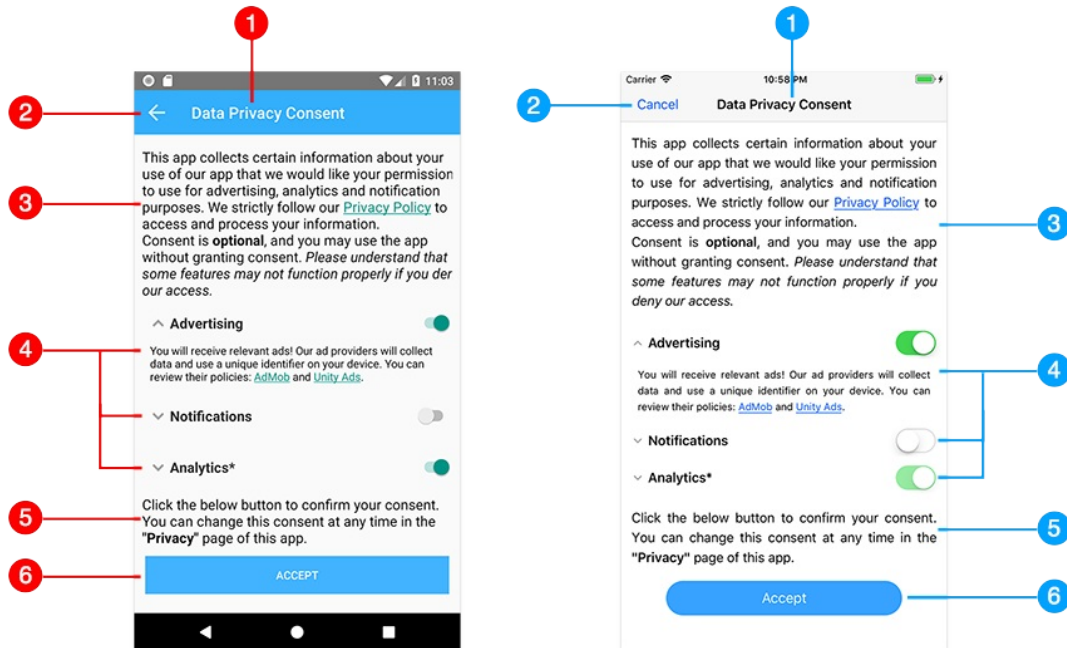 1
11:03
2
Data Privacy Consent
This app collects certain information about your
use of our app that we would like your permission
to use for advertising, analytics and notification
3
purposes. We strictly follow our Privacy Policy to
access and process your information.
Consent is optional, and you may use the app
without granting consent. Please understand that
some features may not function properly if you der
our access.
Advertising
4
You will receive relevant ads! Our ad providers will collect
data and use a unique identifier on your device. You can
review their policies: AdMob and Unity Ads.
Notifications
Analytics*
Click the below button to confirm your consent.
5
You can change this consent at any time in the
"Privacy" page of this app.
6
ACCEPT
1
Carrier
10:58 PM
2
Cancel
Data Privacy Consent
This app collects certain information about your
use of our app that we would like your permission
to use for advertising, analytics and notification
purposes. We strictly follow our Privacy Policy to
access and process your information.
3
Consent is optional, and you may use the app
without granting consent. Please understand that
some features may not function properly if you
deny our access.
Advertising
You will receive relevant ads! Our ad providers will collect
4
data and use a unique identifier on your device. You can
review their policies: AdMob and Unity Ads.
Notifications
Analytics*
Click the below button to confirm your consent.
5
You can change this consent at any time in the
"Privacy" page of this app.
Accept
6